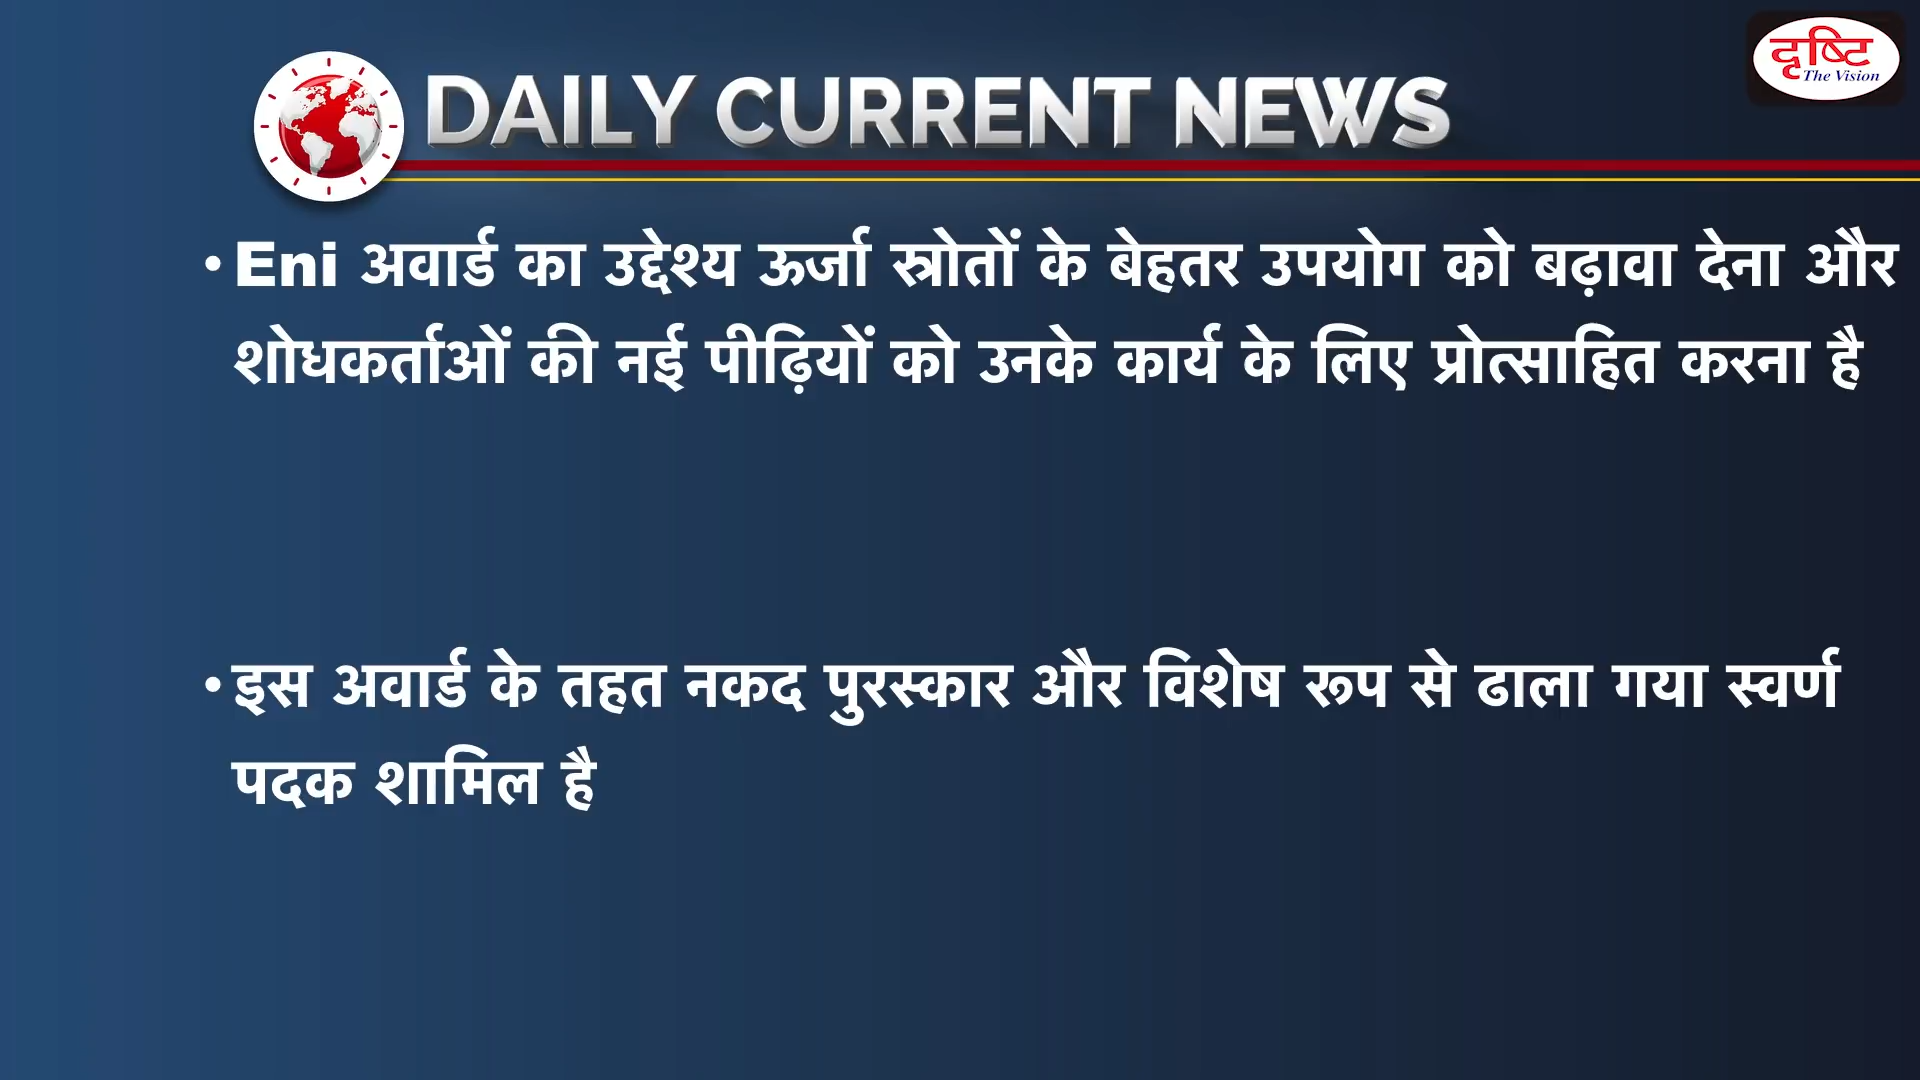 दृष्टि
The Vision
DAILY CURRENT NEWS
• Eni अवार्ड का उद्देश्य ऊर्जा स्रोतों के बेहतर उपयोग को बढ़ावा देना और
शोधकर्ताओं की नई पीढ़ियों को उनके कार्य के लिए प्रोत्साहित करना है
• इस अवार्ड के तहत नकद पुरस्कार और विशेष रूप से ढाला गया स्वर्ण
पदक शामिल है